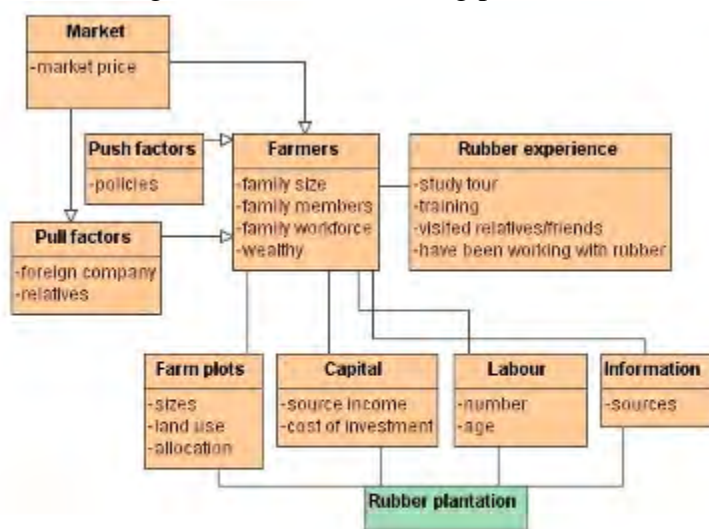 Market
-market price
Push factors
-policies
Farmers
-family size
-family members
-family workforce
-wealthy
Rubber experience
-study tour
-training
-visited relatives/friends
-have been working with rubber
Pull factors
-foreign company
-relatives
Farm plots
-sizes
-land use
-allocation
Capital
-source income
-cost of investment
Labour
-number
-age
Information
-sources
Rubber plantation